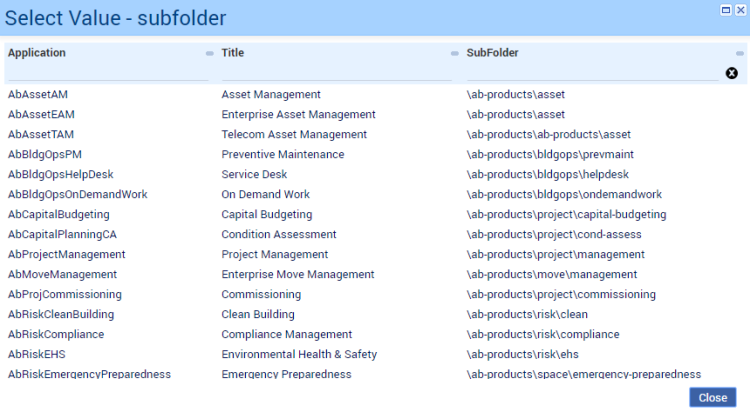 Select Value - subfolder
Application Title SubFolder
AbAssetAM Asset Management \ab-products\asset
AbAssetEAM Enterprise Asset Management \ab-products\asset
AbAssetTAM Telecom Asset Management \ab-products\ab-products\asset
AbBldgOpsPM Preventive Maintenance \ab-products\bldgops\prevmaint
AbBldgOpsHelpDesk Service Desk \ab-products\bldgops\helpdesk
AbBldgOpsOnDemandWork On Demand Work \ab-products\bldgops\ondemandwork
AbCapitalBudgeting Capital Budgeting \ab-products\project\capital-budgeting
AbCapitalPlanningCA Condition Assessment \ab-products\project\cond-assess
AbProjectManagement Project Management \ab-products\project\management
AbMoveManagement Enterprise Move Management \ab-products\move\management
AbProjCommissioning Commissioning \ab-products\project\commissioning
AbRiskCleanBuilding Clean Building \ab-products\risk\clean
AbRiskCompliance Compliance Management \ab-products\risk\compliance
AbRiskEHS Environmental Health & Safety \ab-products\risk\ehs
AbRiskEmergencyPreparedness Emergency Preparedness \ab-products\space\emergency-preparedness
Close